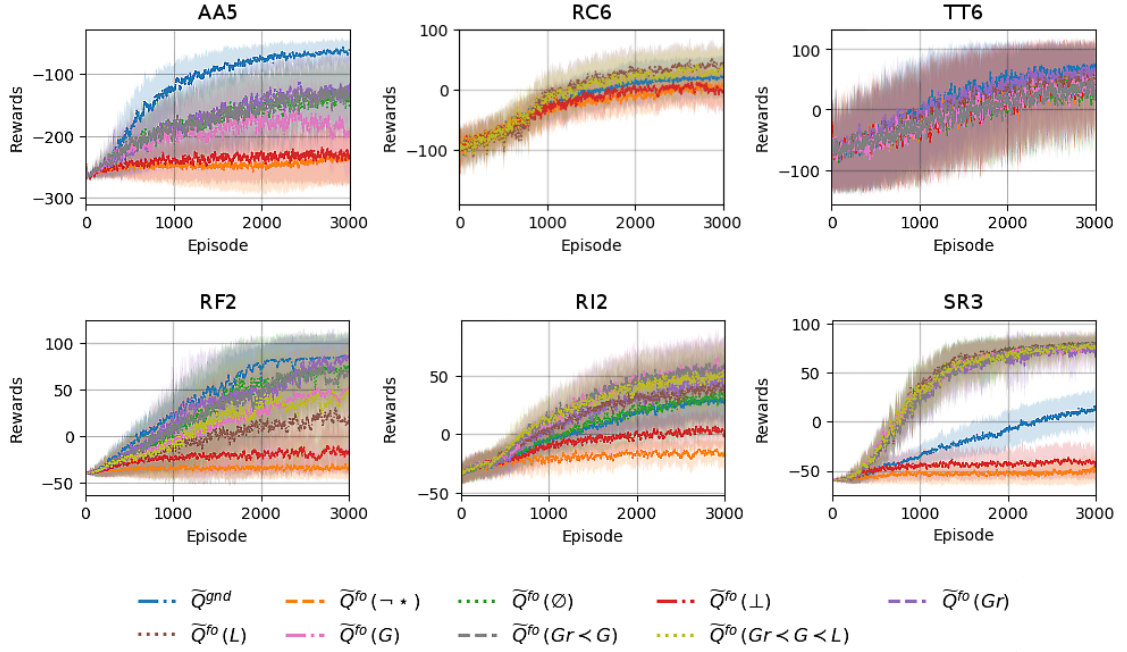 AA5 RC6 TT6
Rewards −100 −200 −300
0 1000 2000 3000
Episode
Rewards 100 0 −100
0 1000 2000 3000
Episode
Rewards 100 0 −100
0 1000 2000 3000
Episode
RF2 RI2 SR3
Rewards 100 50 0 −50
0 1000 2000 3000
Episode
Rewards 50 0 −50
0 1000 2000 3000
Episode
Rewards 100 50 0 −50
0 1000 2000 3000
Episode
Q̃^gnd Q̃^fo(¬⋆) Q̃^fo(∅) Q̃^fo(⊥) Q̃^fo(Gr)
Q̃^fo(L) Q̃^fo(G) Q̃^fo(Gr ≺ G) Q̃^fo(Gr ≺ G ≺ L)